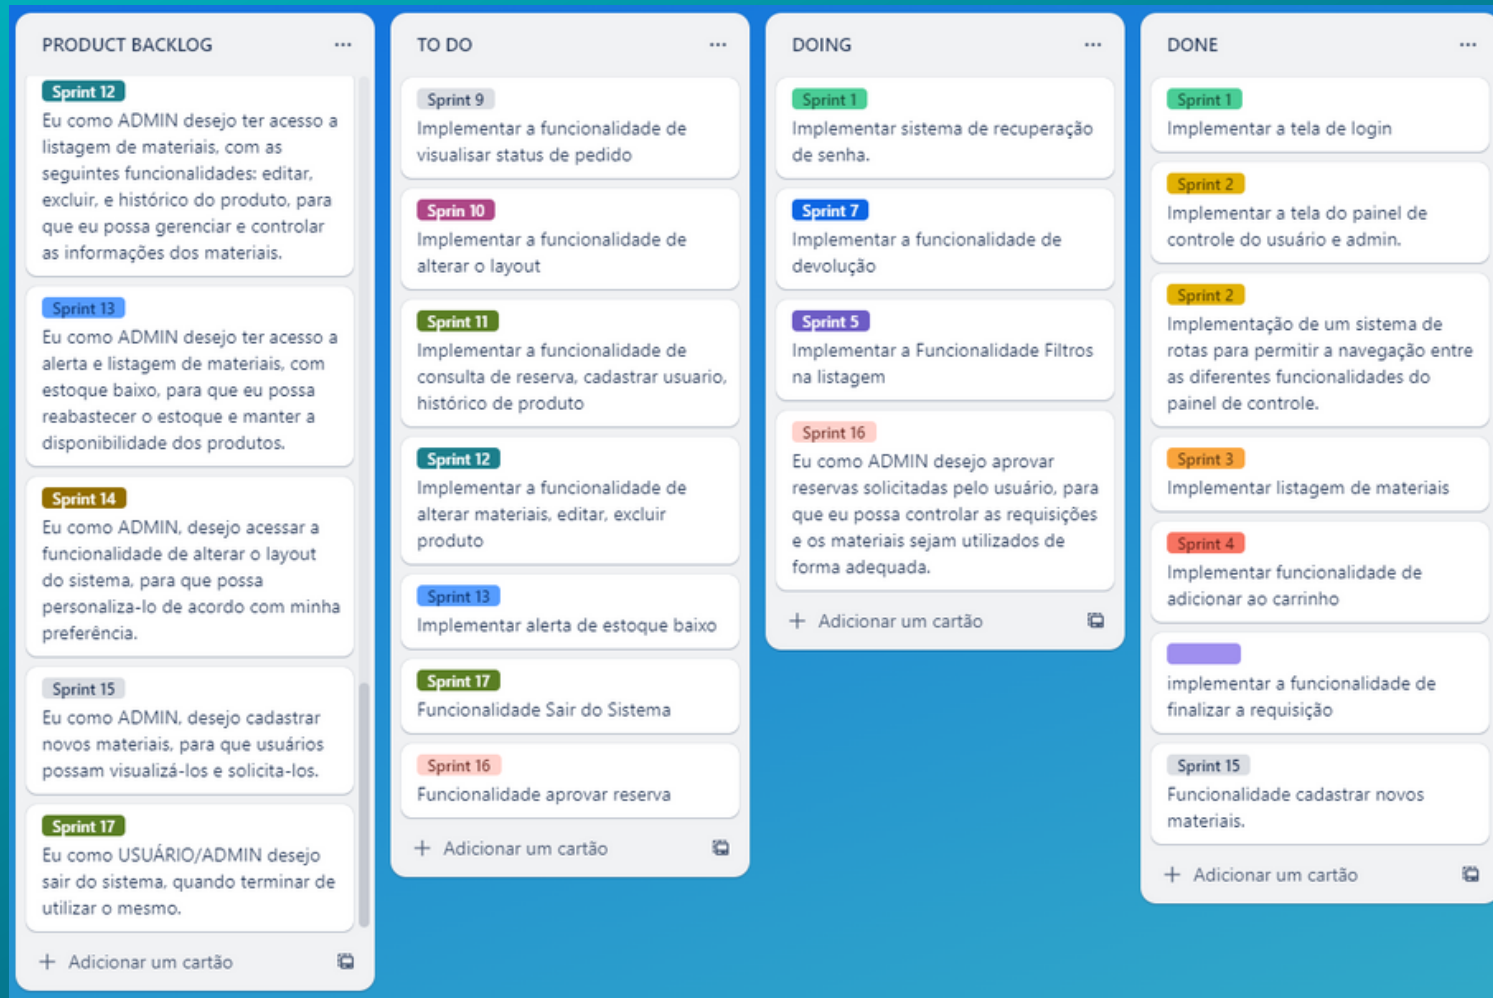 PRODUCT BACKLOG
Sprint 12
Eu como ADMIN desejo ter acesso a
listagem de materiais, com as
seguintes funcionalidades: editar,
excluir, e histórico do produto, para
que eu possa gerenciar e controlar
as informações dos materiais.
Sprint 13
Eu como ADMIN desejo ter acesso a
alerta e listagem de materiais, com
estoque baixo, para que eu possa
reabastecer o estoque e manter a
disponibilidade dos produtos.
Sprint 14
Eu como ADMIN, desejo acessar a
funcionalidade de alterar o layout
do sistema, para que possa
personaliza-lo de acordo com minha
preferência.
Sprint 15
Eu como ADMIN, desejo cadastrar
novos materiais, para que usuários
possam visualizá-los e solicita-los.
Sprint 17
Eu como USUÁRIO/ADMIN desejo
sair do sistema, quando terminar de
utilizar o mesmo.
+ Adicionar um cartão
TO DO
Sprint 9
Implementar a funcionalidade de
visualisar status de pedido
Sprin 10
Implementar a funcionalidade de
alterar o layout
Sprint 11
Implementar a funcionalidade de
consulta de reserva, cadastrar usuario,
histórico de produto
Sprint 12
Implementar a funcionalidade de
alterar materiais, editar, excluir
produto
Sprint 13
Implementar alerta de estoque baixo
Sprint 17
Funcionalidade Sair do Sistema
Sprint 16
Funcionalidade aprovar reserva
+ Adicionar um cartão
DOING
Sprint 1
Implementar sistema de recuperação
de senha.
Sprint 7
Implementar a funcionalidade de
devolução
Sprint 5
Implementar a Funcionalidade Filtros
na listagem
Sprint 16
Eu como ADMIN desejo aprovar
reservas solicitadas pelo usuário, para
que eu possa controlar as requisições
e os materiais sejam utilizados de
forma adequada.
+ Adicionar um cartão
DONE
Sprint 1
Implementar a tela de login
Sprint 2
Implementar a tela do painel de
controle do usuário e admin.
Sprint 2
Implementação de um sistema de
rotas para permitir a navegação entre
as diferentes funcionalidades do
painel de controle.
Sprint 3
Implementar listagem de materiais
Sprint 4
Implementar funcionalidade de
adicionar ao carrinho
implementar a funcionalidade de
finalizar a requisição
Sprint 15
Funcionalidade cadastrar novos
materiais.
+ Adicionar um cartão